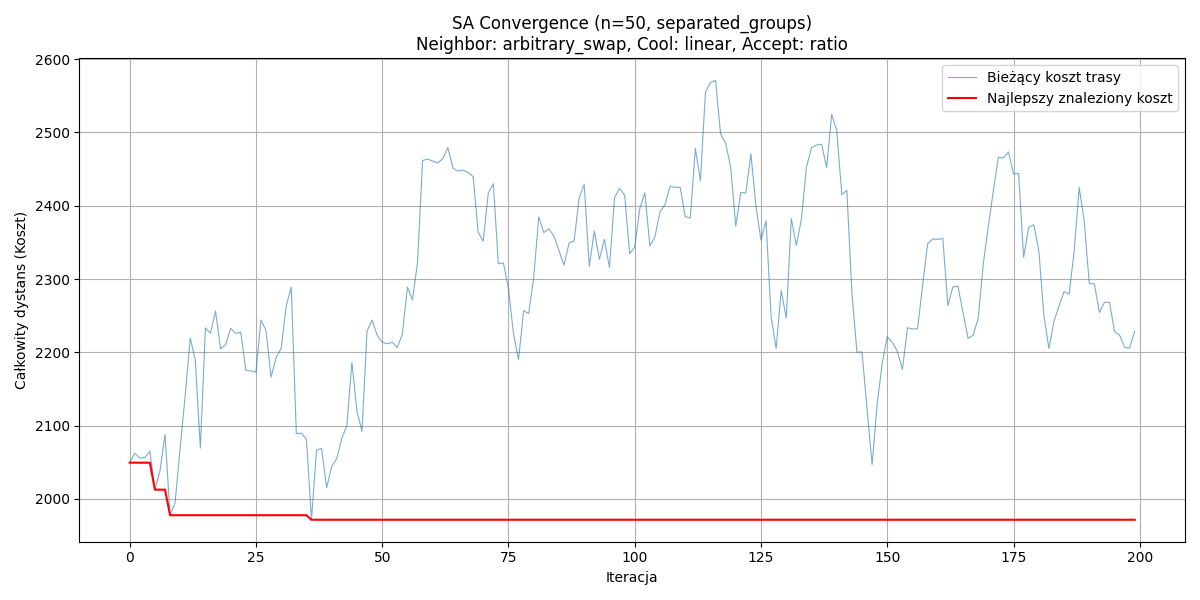 SA Convergence (n=50, separated_groups)
Neighbor: arbitrary_swap, Cool: linear, Accept: ratio
Bieżący koszt trasy
Najlepszy znaleziony koszt
Całkowity dystans (Koszt)
2600
2500
2400
2300
2200
2100
2000
0 25 50 75 100 125 150 175 200
Iteracja